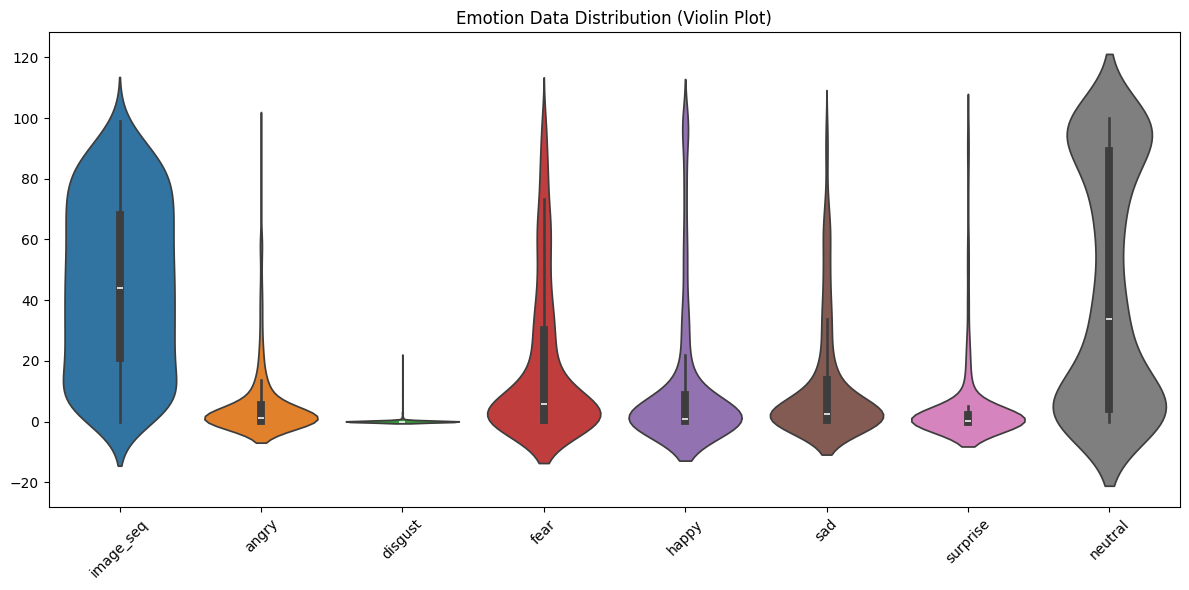 Emotion Data Distribution (Violin Plot)
120
100
80
60
40
20
0
−20
image_seq
angry
disgust
fear
happy
sad
surprise
neutral